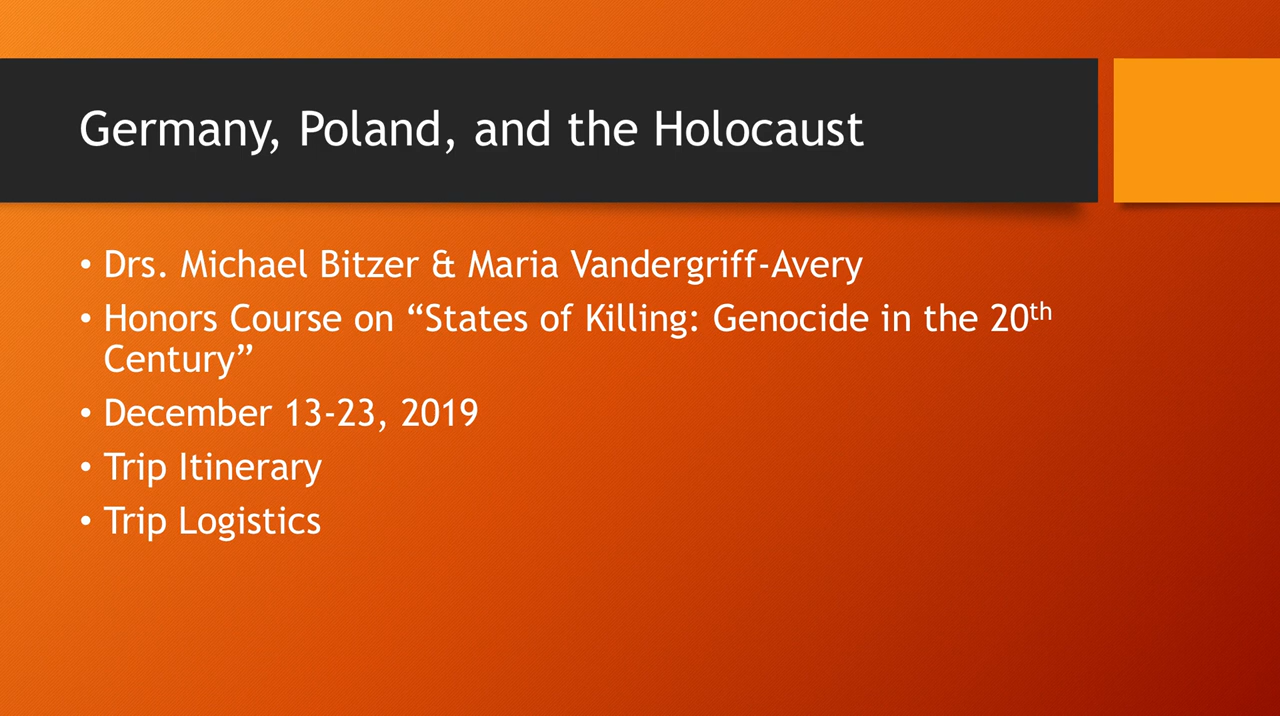 Germany, Poland, and the Holocaust
• Drs. Michael Bitzer & Maria Vandergriff-Avery
• Honors Course on “States of Killing: Genocide in the 20th
Century”
• December 13-23, 2019
• Trip Itinerary
• Trip Logistics